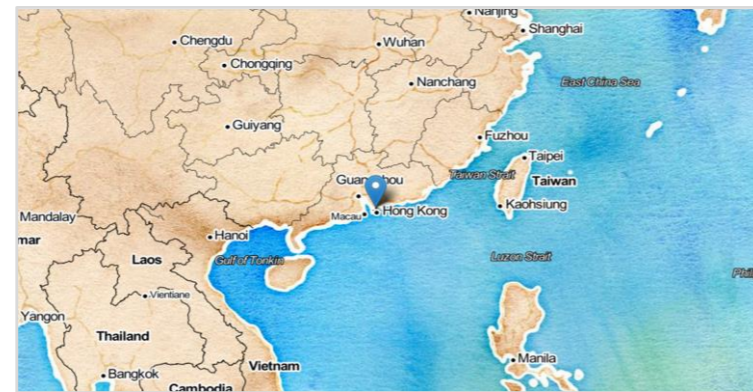 Nanjing
Shanghai
Chengdu
Wuhan
Chongqing
Nanchang
East China Sea
Guiyang
Fuzhou
Taipei
Taiwan Strait
Taiwan
Kaohsiung
Hong Kong
Macau
Mandalay
mar
Hanoi
Laos
Gulf of Tonkin
Luzon Strait
Phil
Vientiane
Yangon
Thailand
Manila
Vietnam
Bangkok
Cambodia